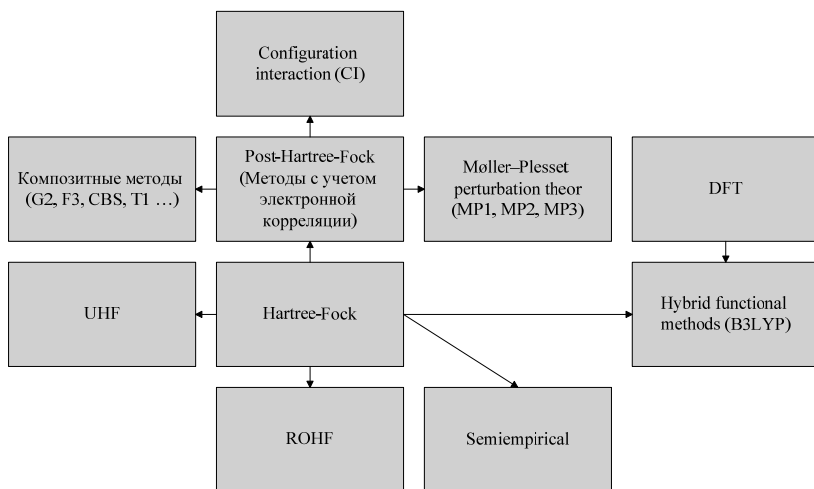 Configuration
interaction (CI)
Композитные методы
(G2, F3, CBS, T1 ...)
Post-Hartree-Fock
(Методы с учетом
электронной
корреляции)
Møller–Plesset
perturbation theor
(MP1, MP2, MP3)
DFT
UHF
Hartree-Fock
Hybrid functional
methods (B3LYP)
ROHF
Semiempirical